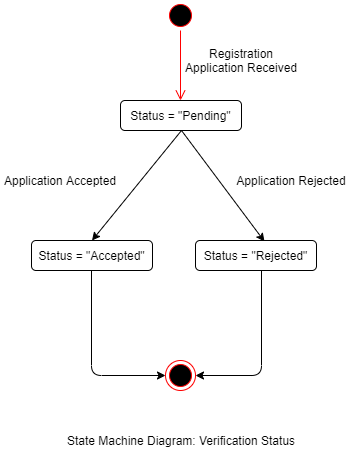 Registration
Application Received
Status = "Pending"
Application Accepted
Application Rejected
Status = "Accepted"
Status = "Rejected"
State Machine Diagram: Verification Status